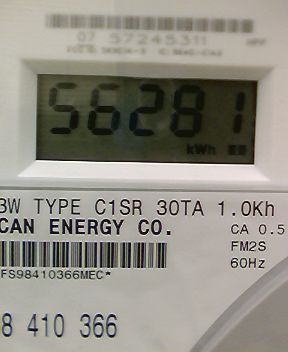 07 57245311
56281
kWh
3W TYPE C1SR 30TA 1.0Kh
CAN ENERGY CO.
CA 0.5
FM2S
60Hz
FS98410366MEC*
8 410 366